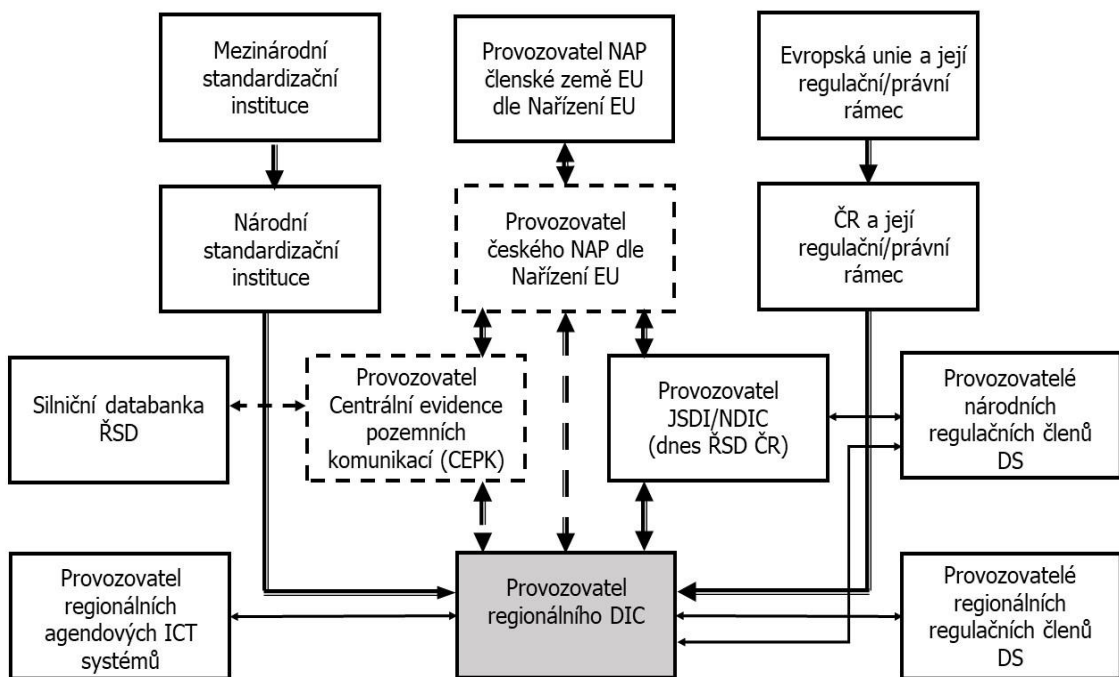 Mezinárodní
standardizační
instituce
Provozovatel NAP
členské země EU
dle Nařízení EU
Evropská unie a její
regulační/právní
rámec
Národní
standardizační
instituce
Provozovatel
českého NAP dle
Nařízení EU
ČR a její
regulační/právní
rámec
Silniční databanka
ŘSD
Provozovatel
Centrální evidence
pozemních
komunikací (CEPK)
Provozovatel
JSDI/NDIC
(dnes ŘSD ČR)
Provozovatelé
národních
regulačních členů
DS
Provozovatel
regionálních
agendových ICT
systémů
Provozovatel
regionálního DIC
Provozovatelé
regionálních
regulačních členů
DS